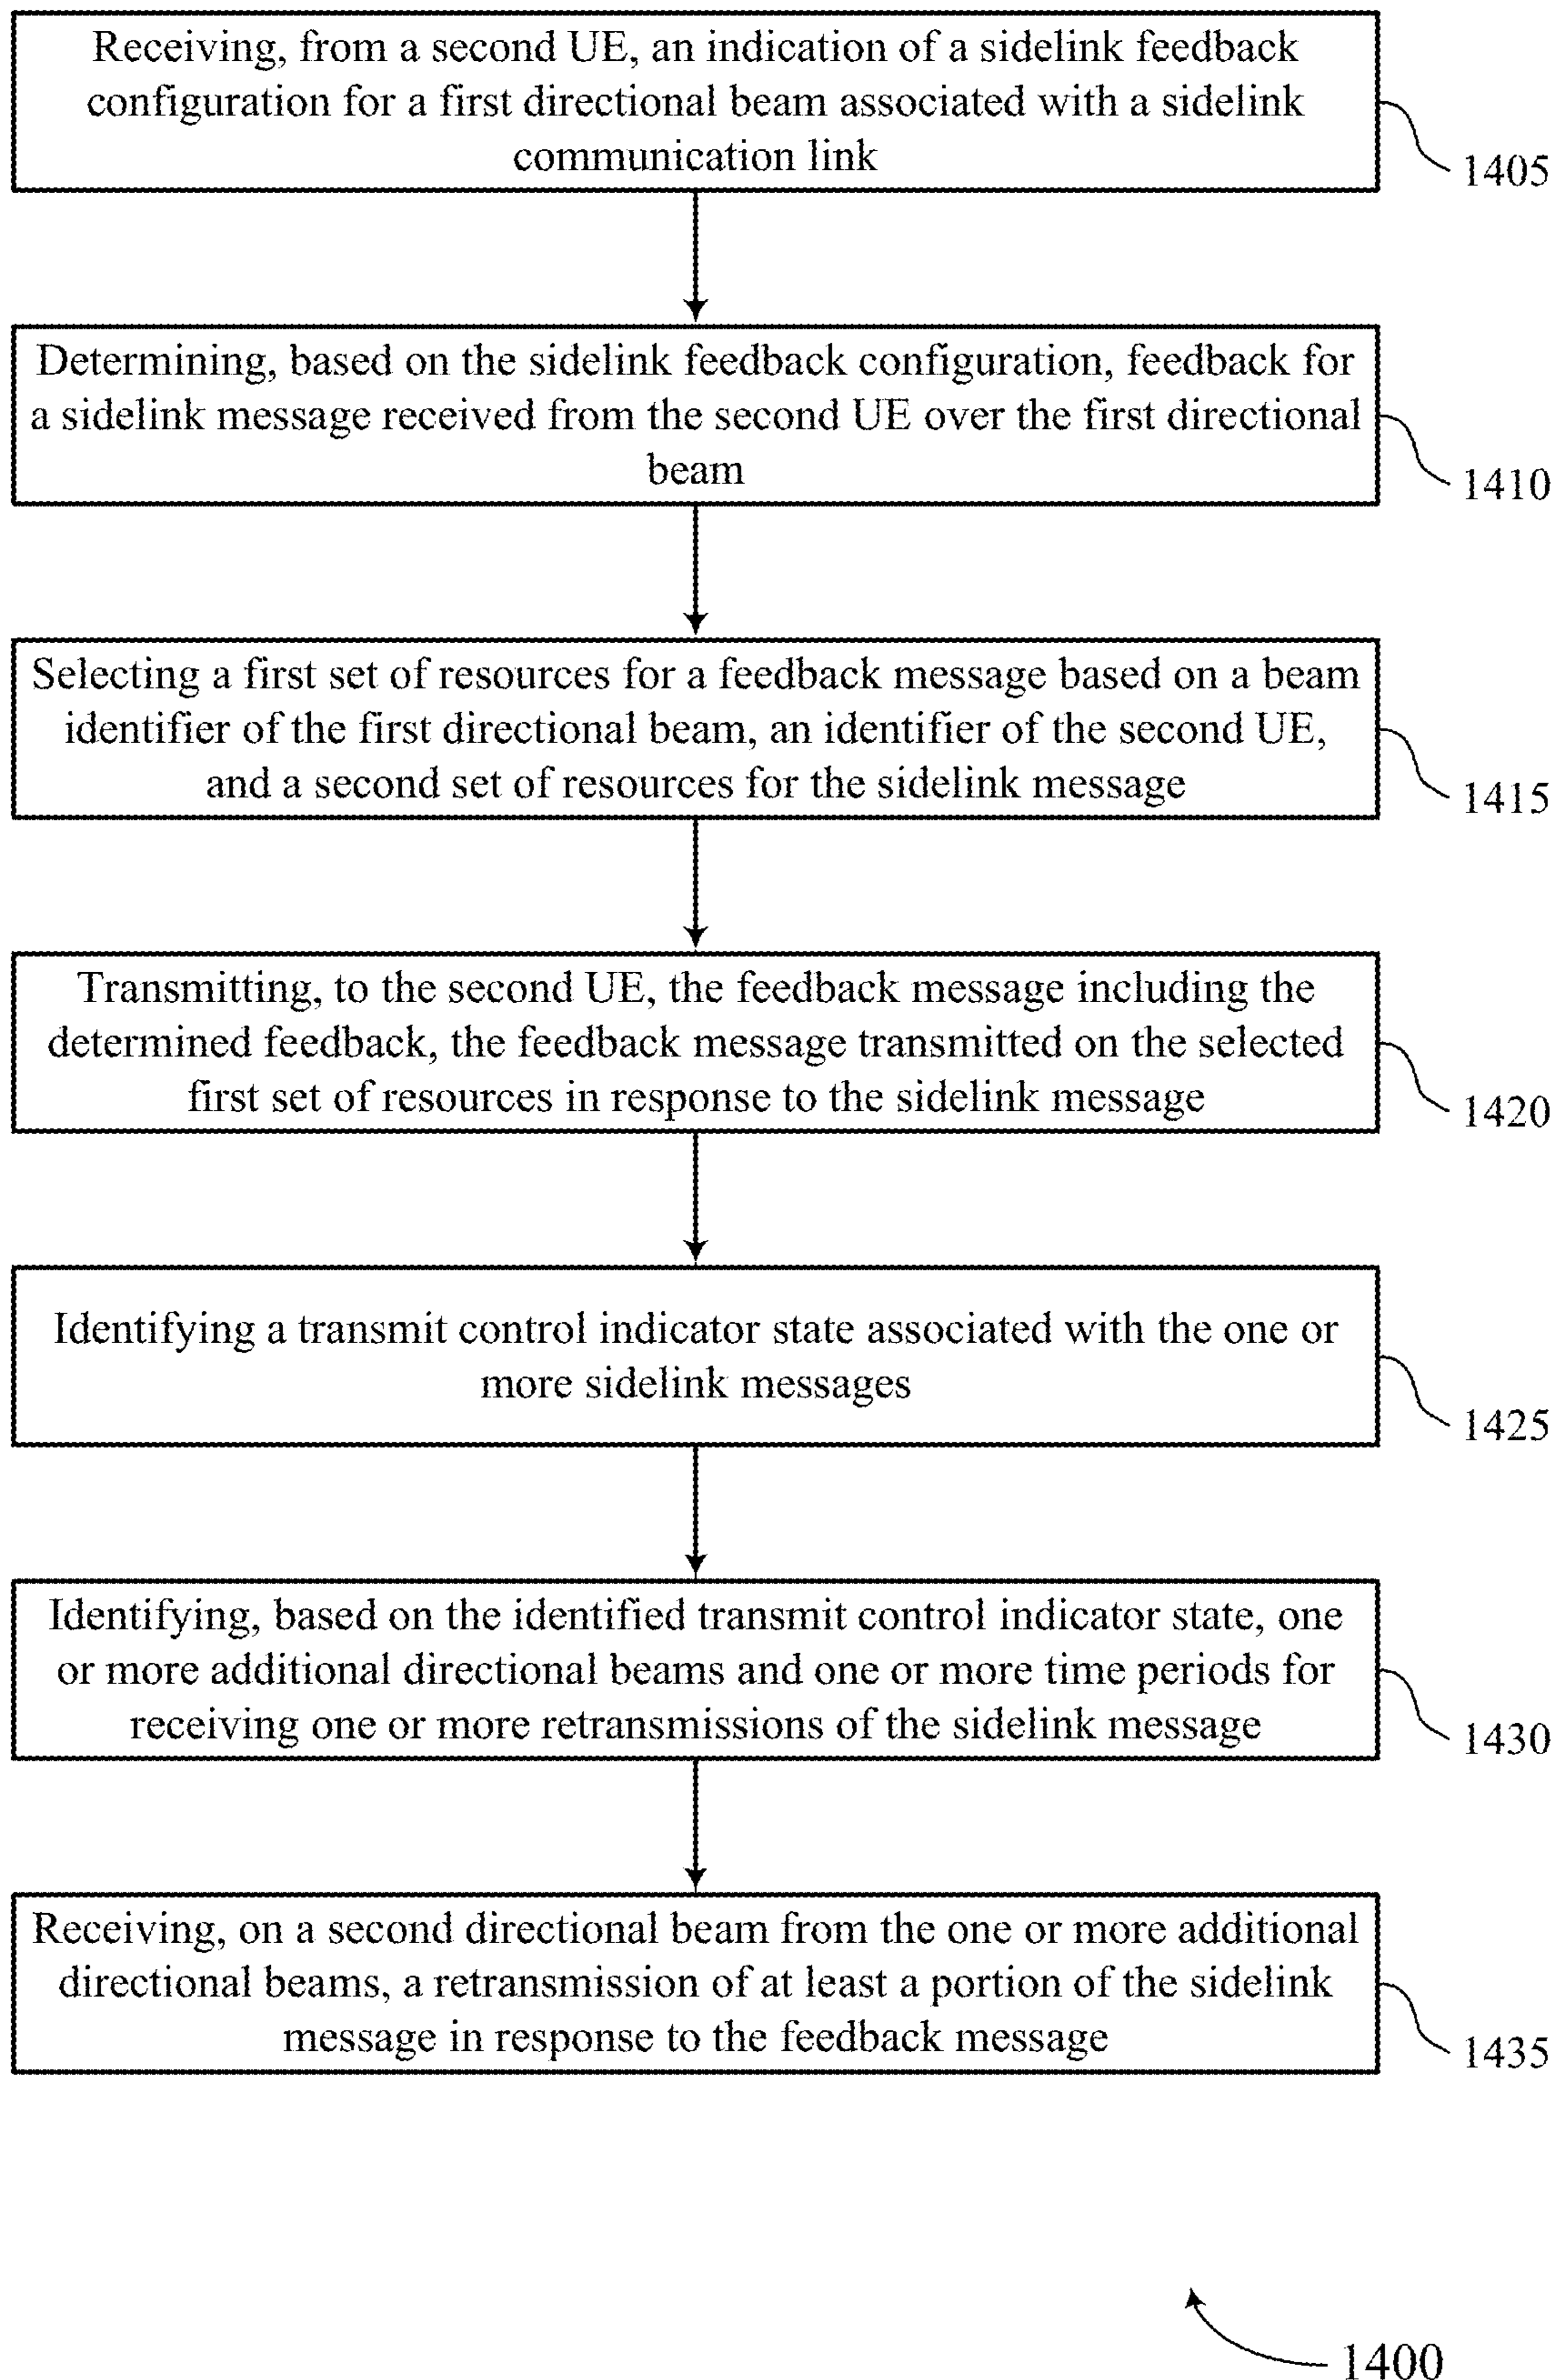 Receiving, from a second UE, an indication of a sidelink feedback
configuration for a first directional beam associated with a sidelink
communication link
1405
Determining, based on the sidelink feedback configuration, feedback for
a sidelink message received from the second UE over the first directional
beam
1410
Selecting a first set of resources for a feedback message based on a beam
identifier of the first directional beam, an identifier of the second UE,
and a second set of resources for the sidelink message
1415
Transmitting, to the second UE, the feedback message including the
determined feedback, the feedback message transmitted on the selected
first set of resources in response to the sidelink message
1420
Identifying a transmit control indicator state associated with the one or
more sidelink messages
1425
Identifying, based on the identified transmit control indicator state, one
or more additional directional beams and one or more time periods for
receiving one or more retransmissions of the sidelink message
1430
Receiving, on a second directional beam from the one or more additional
directional beams, a retransmission of at least a portion of the sidelink
message in response to the feedback message
1435
1400